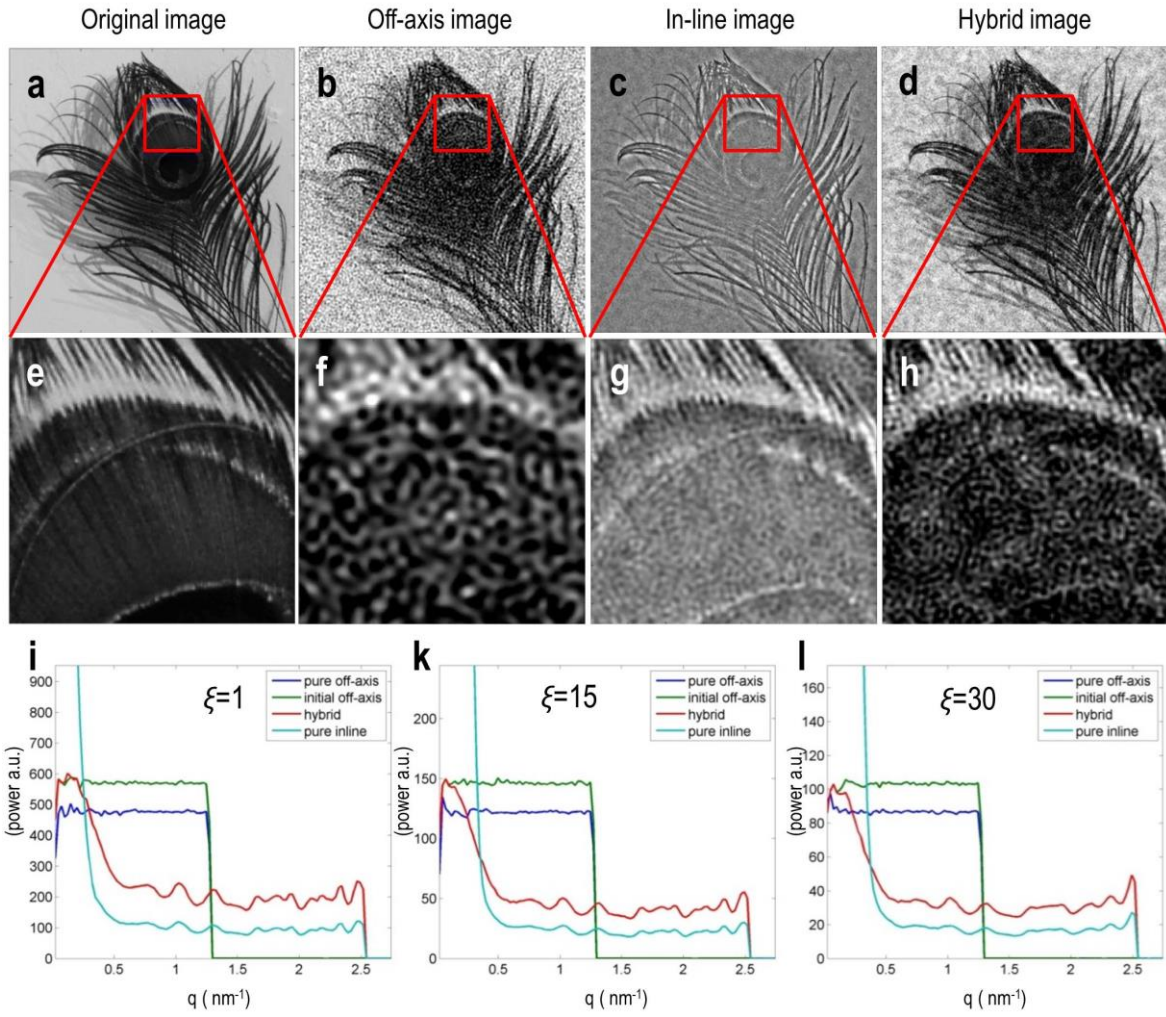 Original image
Off-axis image
In-line image
Hybrid image
a
b
c
d
e
f
g
h
i
ξ=1
pure off-axis
initial off-axis
hybrid
pure inline
900
800
700
600
500
400
300
200
100
0
(power a.u.)
0.5
1
1.5
2
2.5
q ( nm⁻¹)
k
ξ=15
pure off-axis
initial off-axis
hybrid
pure inline
200
150
100
50
0
(power a.u.)
0.5
1
1.5
2
2.5
q ( nm⁻¹)
l
ξ=30
pure off-axis
initial off-axis
hybrid
pure inline
160
140
120
100
80
60
40
20
0
(power a.u.)
0.5
1
1.5
2
2.5
q ( nm⁻¹)